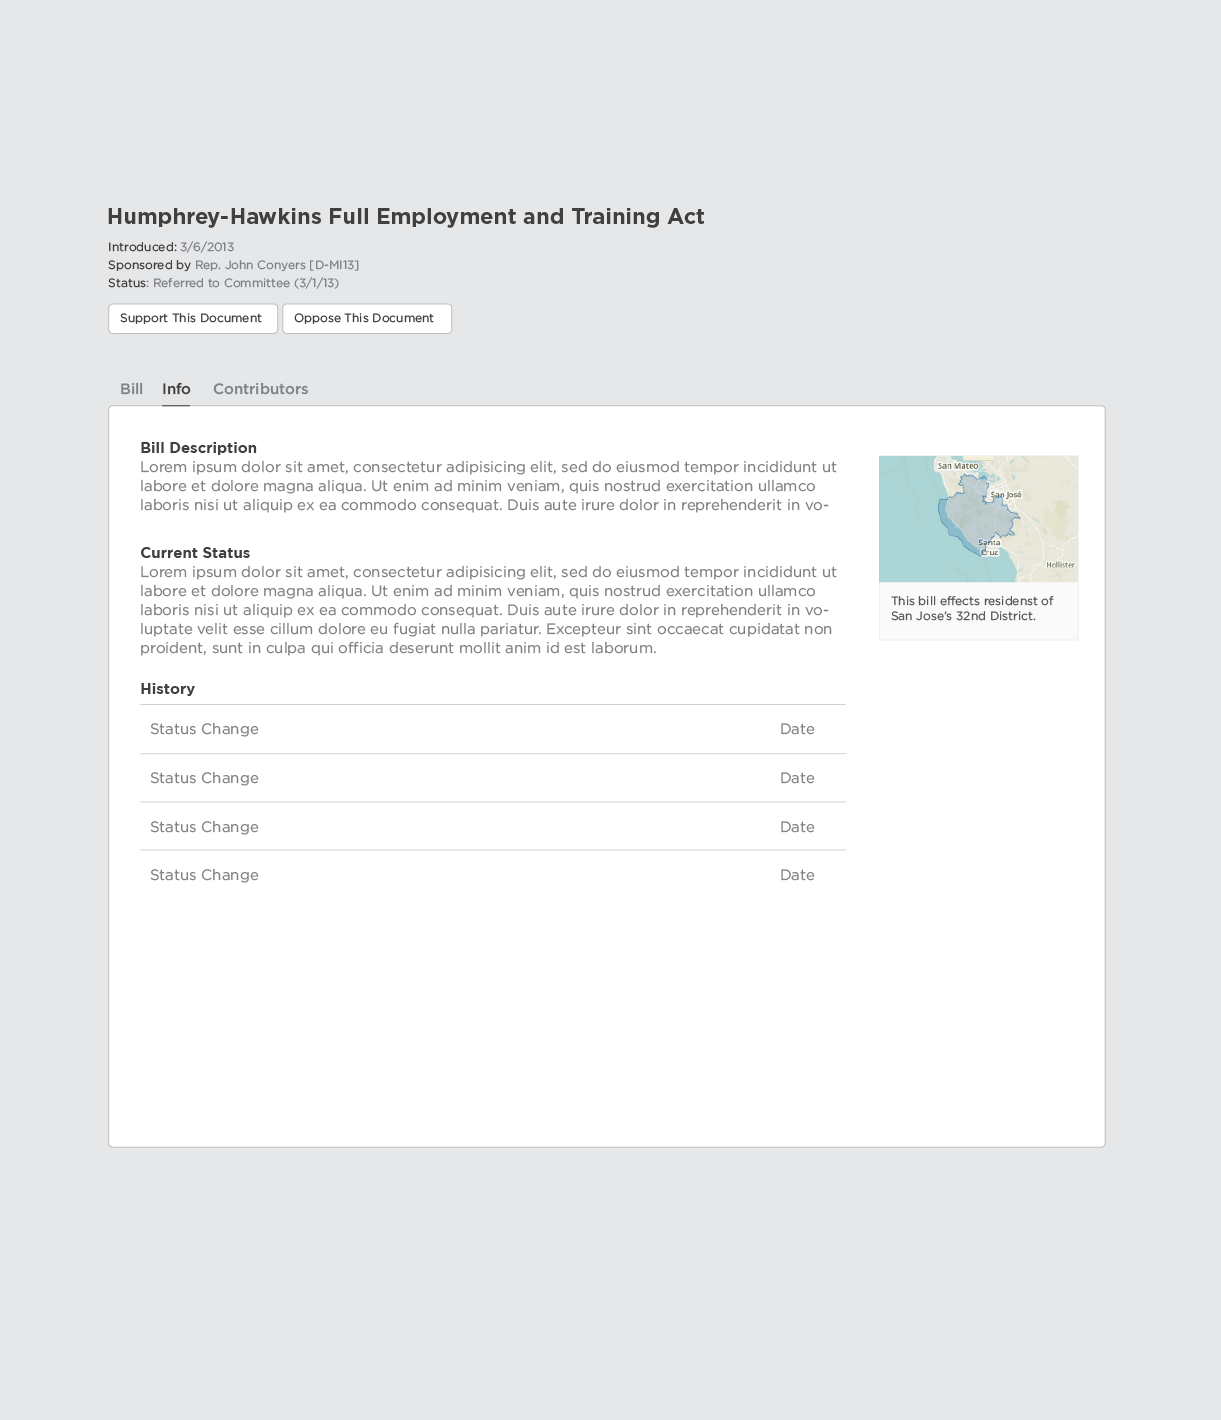 Humphrey-Hawkins Full Employment and Training Act
Introduced: 3/6/2013
Sponsored by Rep. John Conyers [D-MI13]
Status: Referred to Committee (3/1/13)
Support This Document
Oppose This Document
Bill Info Contributors
Bill Description
Lorem ipsum dolor sit amet, consectetur adipisicing elit, sed do eiusmod tempor incididunt ut
labore et dolore magna aliqua. Ut enim ad minim veniam, quis nostrud exercitation ullamco
laboris nisi ut aliquip ex ea commodo consequat. Duis aute irure dolor in reprehenderit in vo-
Current Status
Lorem ipsum dolor sit amet, consectetur adipisicing elit, sed do eiusmod tempor incididunt ut
labore et dolore magna aliqua. Ut enim ad minim veniam, quis nostrud exercitation ullamco
laboris nisi ut aliquip ex ea commodo consequat. Duis aute irure dolor in reprehenderit in vo-
luptate velit esse cillum dolore eu fugiat nulla pariatur. Excepteur sint occaecat cupidatat non
proident, sunt in culpa qui officia deserunt mollit anim id est laborum.
History
Status Change Date
Status Change Date
Status Change Date
Status Change Date
San Mateo
San José
Santa
Cruz
Hollister
This bill effects residenst of
San Jose's 32nd District.